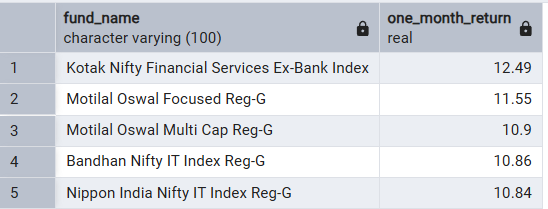 fund_name one_month_return
character varying (100) real
1 Kotak Nifty Financial Services Ex-Bank Index 12.49
2 Motilal Oswal Focused Reg-G 11.55
3 Motilal Oswal Multi Cap Reg-G 10.9
4 Bandhan Nifty IT Index Reg-G 10.86
5 Nippon India Nifty IT Index Reg-G 10.84